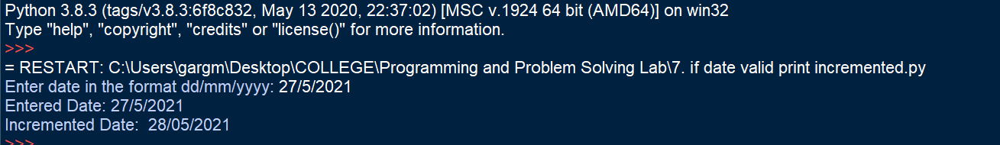 Python 3.8.3 (tags/v3.8.3:6f8c832, May 13 2020, 22:37:02) [MSC v.1924 64 bit (AMD64)] on win32
Type "help", "copyright", "credits" or "license()" for more information.
>>>
= RESTART: C:\Users\gargm\Desktop\COLLEGE\Programming and Problem Solving Lab\7. if date valid print incremented.py
Enter date in the format dd/mm/yyyy: 27/5/2021
Entered Date: 27/5/2021
Incremented Date:  28/05/2021
>>>